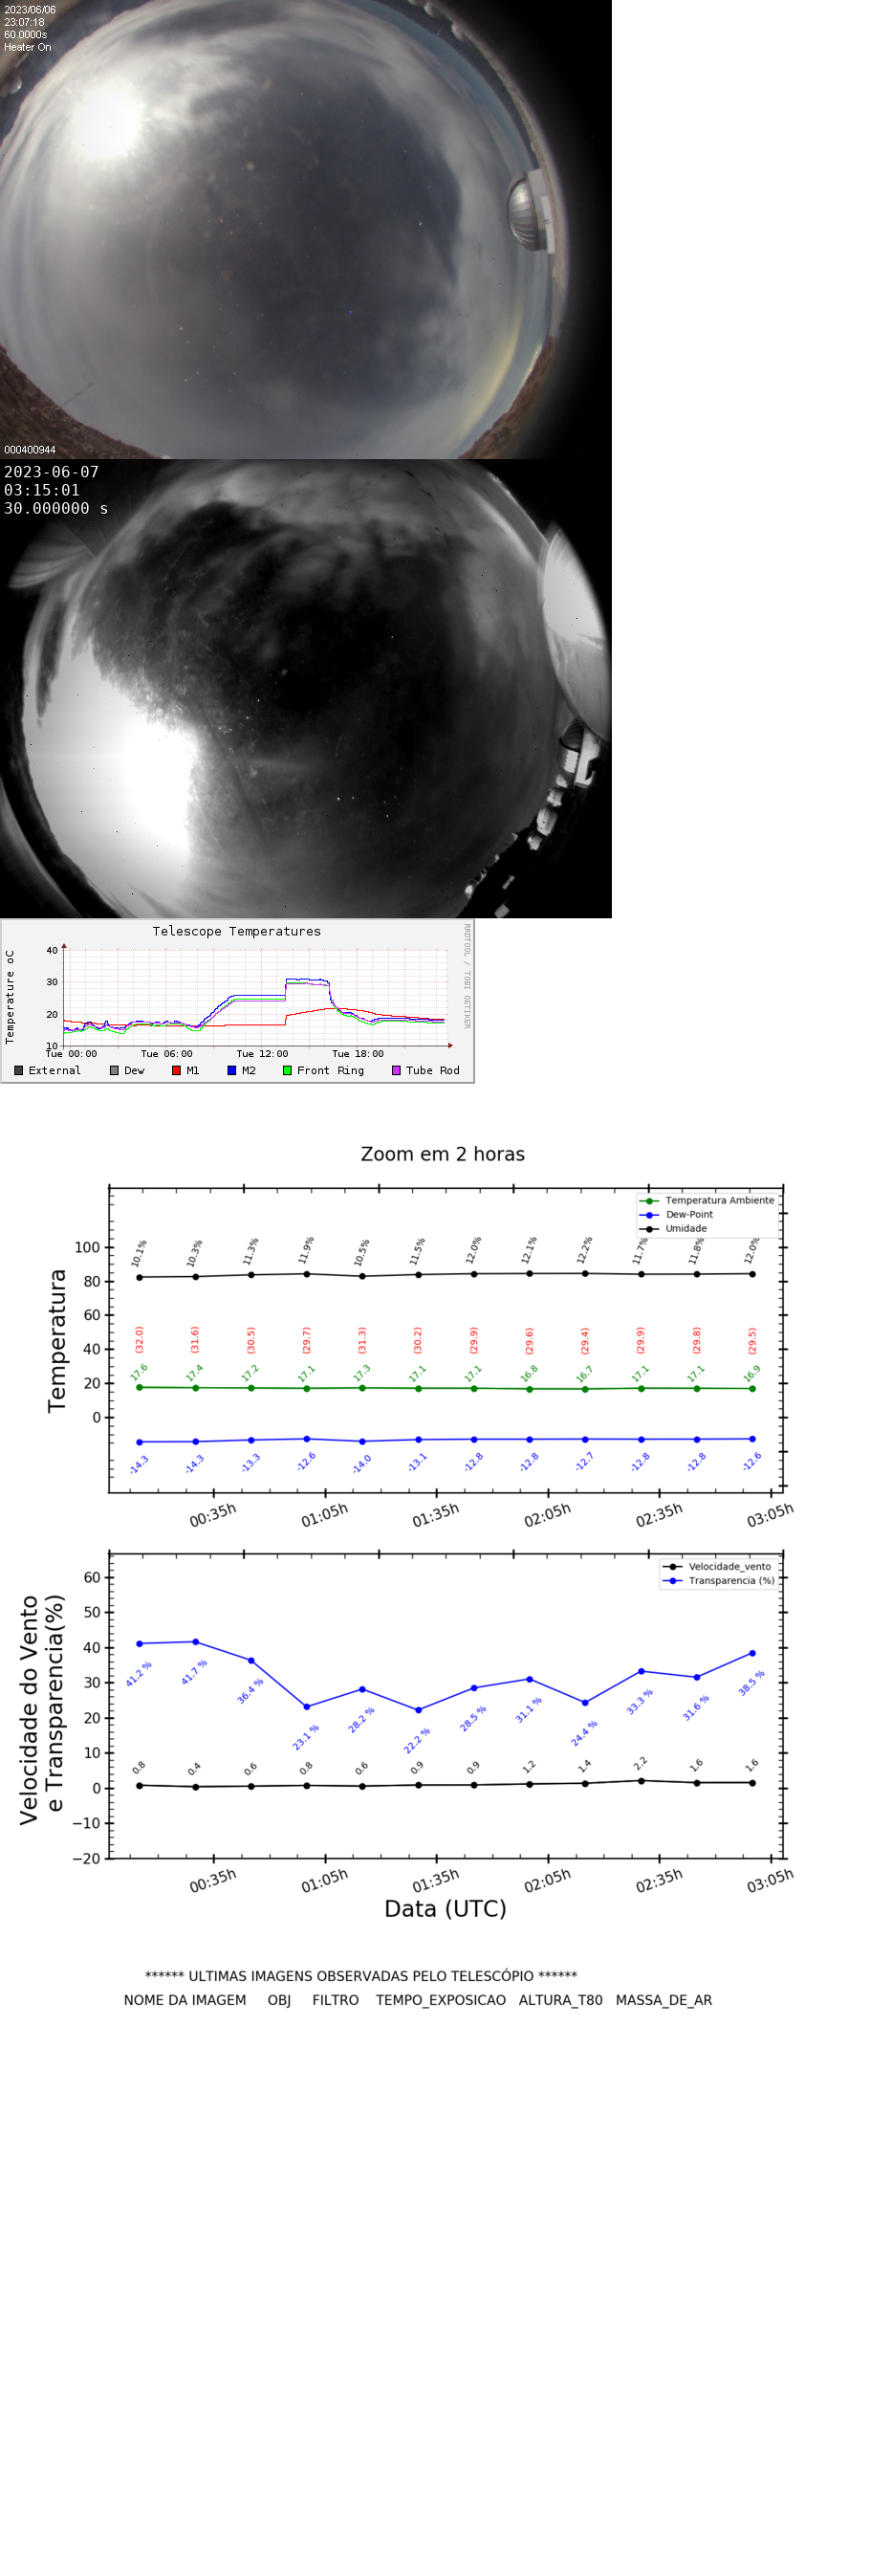 2023/06/06
23:07:18
60.0000s
Heater On
000400944
2023-06-07
03:15:01
30.000000 s
Telescope Temperatures
RRDTOOL / TOBI OETIKER
Temperature oC
40
30
20
10
Tue 00:00 Tue 06:00 Tue 12:00 Tue 18:00
External Dew M1 M2 Front Ring Tube Rod
Zoom em 2 horas
Temperatura Ambiente
Dew-Point
Umidade
Temperatura
100
80
60
40
20
0
10.1% 10.3% 11.3% 11.9% 10.5% 11.5% 12.0% 12.1% 12.2% 11.7% 11.8% 12.0%
(32.0) (31.6) (30.5) (29.7) (31.3) (30.2) (29.9) (29.6) (29.4) (29.9) (29.8) (29.5)
17.6 17.4 17.2 17.1 17.3 17.1 17.1 16.8 16.7 17.1 17.1 16.9
-14.3 -14.3 -13.3 -12.6 -14.0 -13.1 -12.8 -12.8 -12.7 -12.8 -12.8 -12.6
00:35h 01:05h 01:35h 02:05h 02:35h 03:05h
Velocidade_vento
Transparencia (%)
Velocidade do Vento
e Transparencia(%)
60
50
40
30
20
10
0
−10
−20
41.2 % 41.7 % 36.4 % 23.1 % 28.2 % 22.2 % 28.5 % 31.1 % 24.4 % 33.3 % 31.6 % 38.5 %
0.8 0.4 0.6 0.8 0.6 0.9 0.9 1.2 1.4 2.2 1.6 1.6
00:35h 01:05h 01:35h 02:05h 02:35h 03:05h
Data (UTC)
****** ULTIMAS IMAGENS OBSERVADAS PELO TELESCÓPIO ******
NOME DA IMAGEM OBJ FILTRO TEMPO_EXPOSICAO ALTURA_T80 MASSA_DE_AR